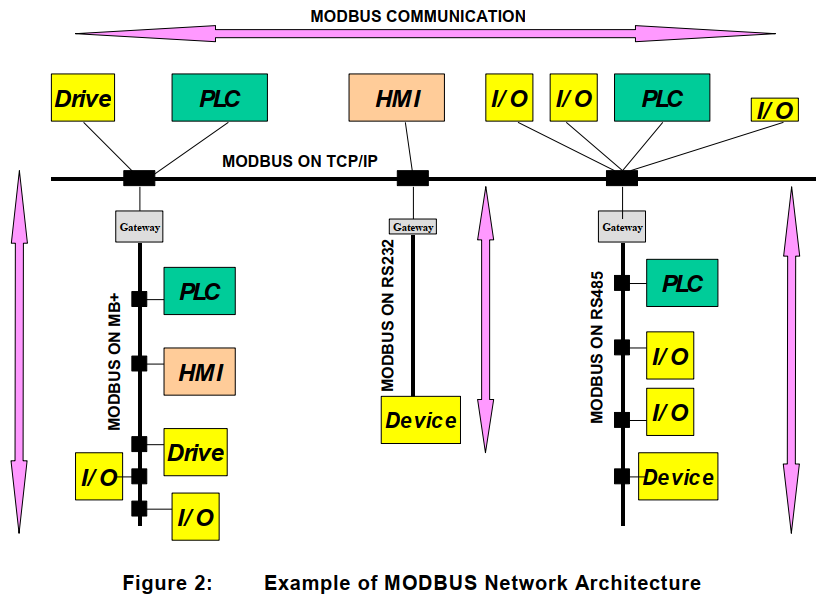 MODBUS COMMUNICATION
Drive
PLC
HMI
I/O
I/O
PLC
I/O
MODBUS ON TCP/IP
Gateway
Gateway
Gateway
MODBUS ON MB+
PLC
HMI
Drive
I/O
I/O
MODBUS ON RS232
Device
MODBUS ON RS485
PLC
I/O
I/O
Device
Figure 2: Example of MODBUS Network Architecture